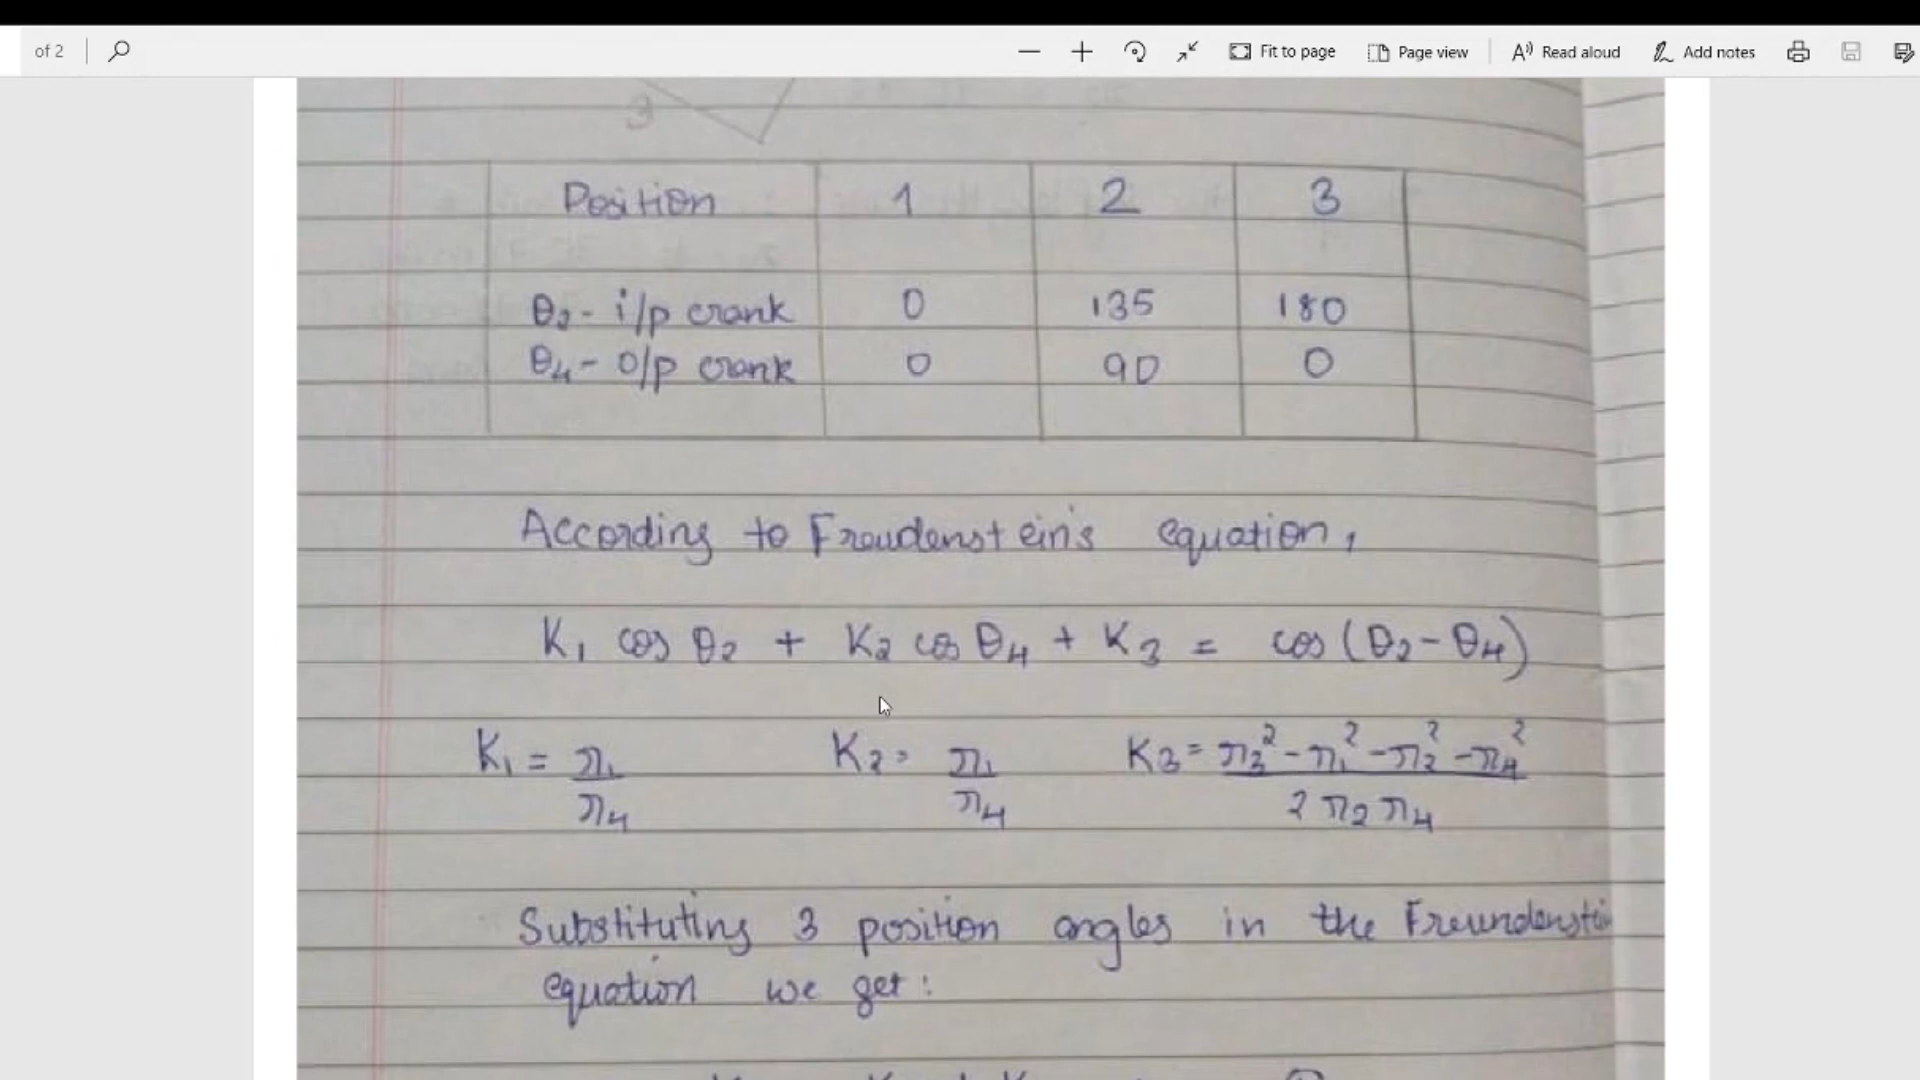 of 2 Fit to page Page view Read aloud Add notes
3
Position 1 2 3
θ2 - i/p crank 0 135 180
θ4 - o/p crank 0 90 0
According to Freudenstein's equation,
K1 cos θ2 + K2 cos θ4 + K3 = cos (θ2 - θ4)
K1 = r1/r4 K2 = r1/r4 K3 = r3² - r1² - r2² - r4² / 2 r2 r4
Substituting 3 position angles in the
equation we get: